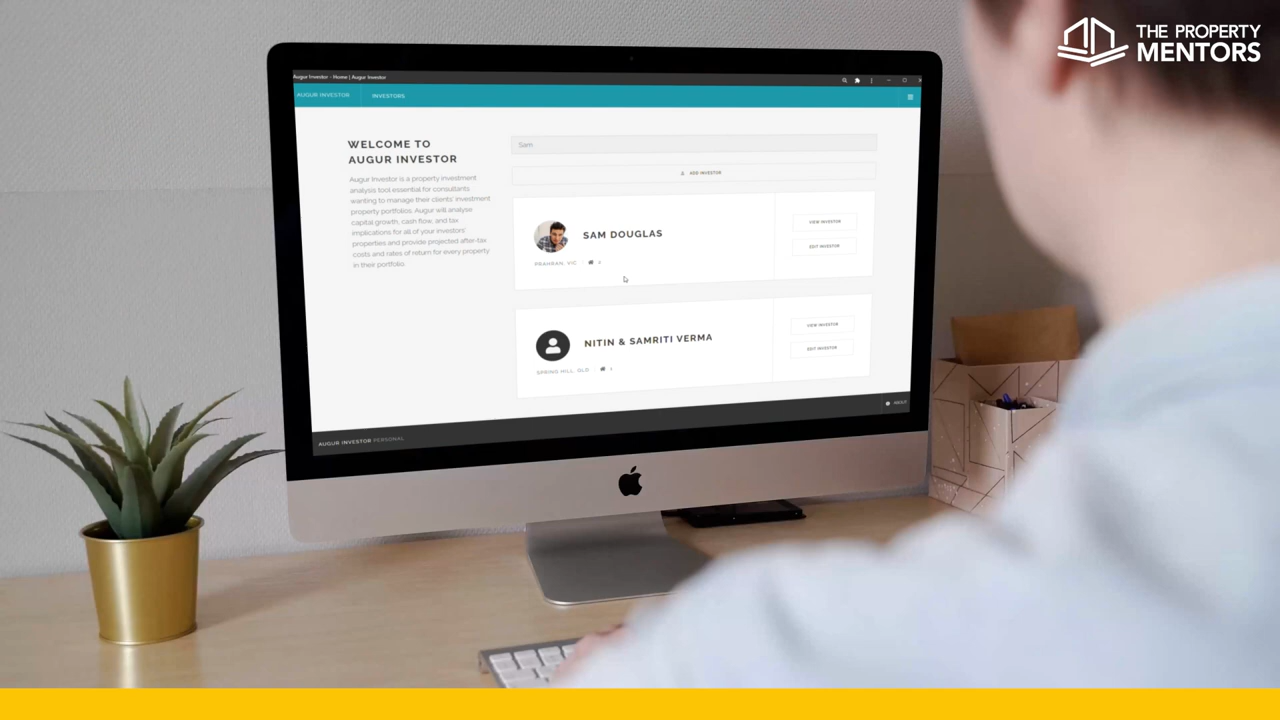 THE PROPERTY
MENTORS
Augur Investor - Home | Augur Investor
AUGUR INVESTOR
INVESTORS
WELCOME TO
AUGUR INVESTOR
Augur Investor is a property investment
analysis tool essential for consultants
wanting to manage their clients' investment
property portfolios. Augur will analyse
capital growth, cash flow, and tax
implications for all of your investors'
properties and provide projected after-tax
costs and rates of return for every property
in their portfolio
Sam
ADD INVESTOR
SAM DOUGLAS
PRAHRAN, VIC
VIEW INVESTOR
EDIT INVESTOR
NITIN & SAMRITI VERMA
SPRING HILL, QLD
VIEW INVESTOR
EDIT INVESTOR
AUGUR INVESTOR PERSONAL
ABOUT